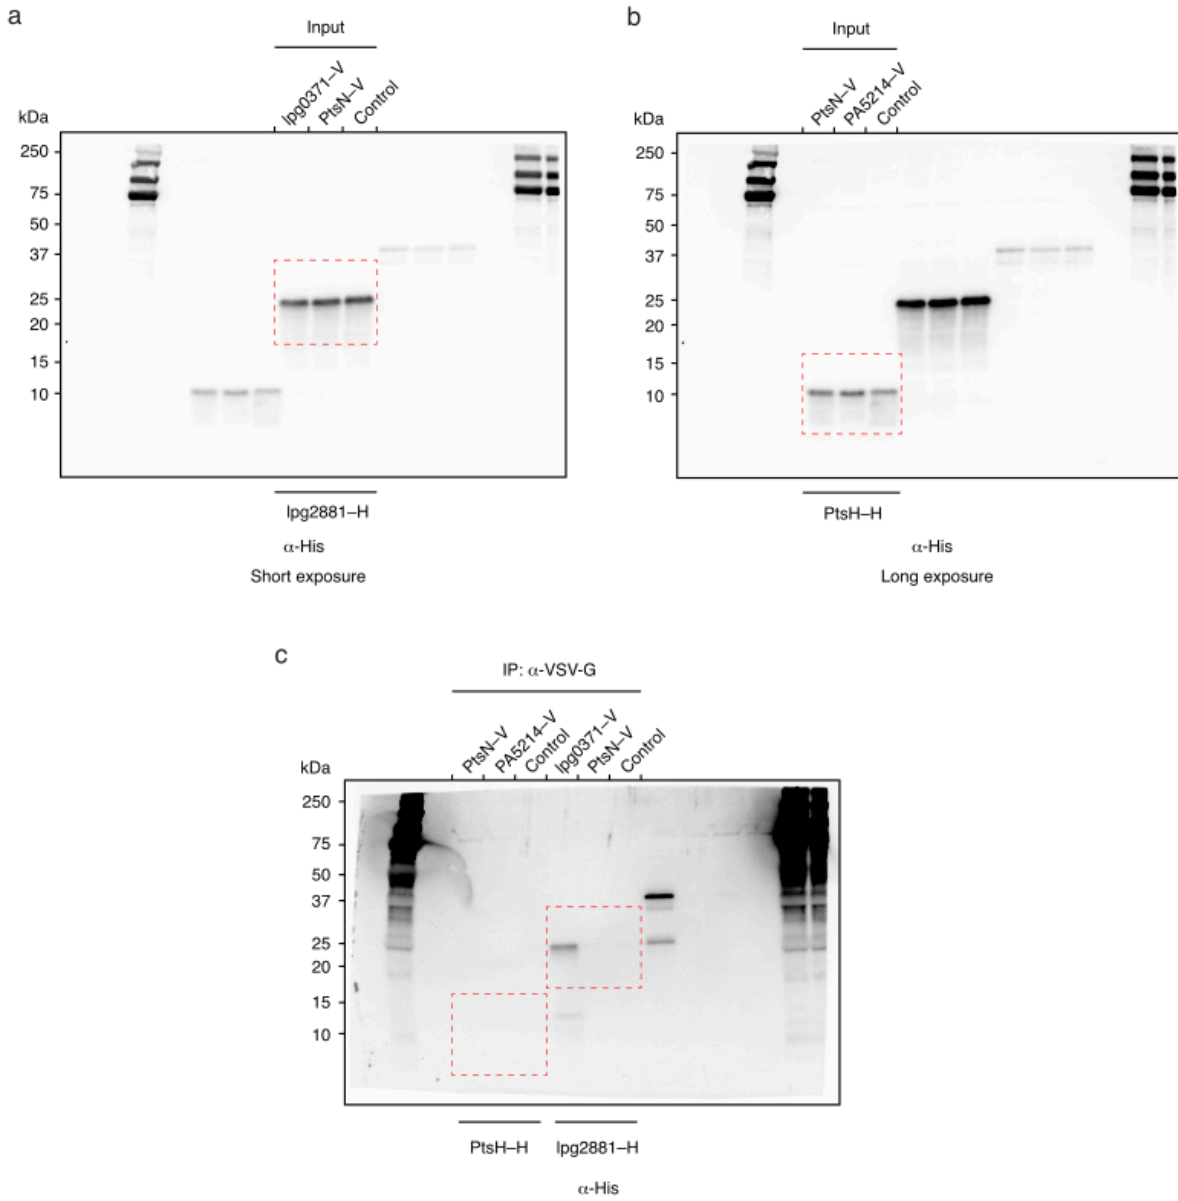 a
Input
lpg0371–V
PtsN–V
Control
kDa
250
75
50
37
25
20
15
10
lpg2881–H
α-His
Short exposure
b
Input
PtsN–V
PA5214–V
Control
kDa
250
75
50
37
25
20
15
10
PtsH–H
α-His
Long exposure
c
IP: α-VSV-G
PtsN–V
PA5214–V
Control
lpg0371–V
PtsN–V
Control
kDa
250
75
50
37
25
20
15
10
PtsH–H
lpg2881–H
α-His